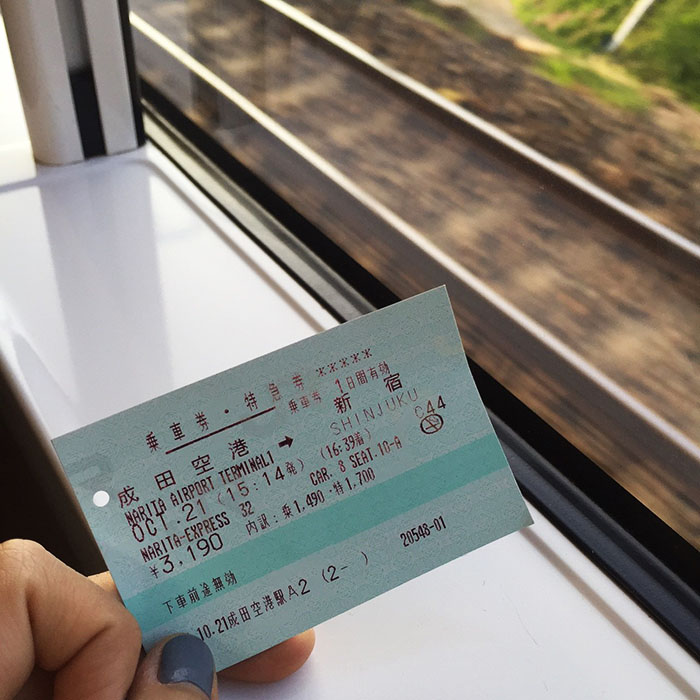 乗車券・特急券 *****
乗車券 1日間有効
成田空港 → 新宿
NARITA AIRPORT TERMINAL1 SHINJUKU
OCT.21 (15:14発) (16:39着) C44
NARITA-EXPRESS 32 CAR. 8 SEAT.10-A
¥3,190 内訳:乗1,490・特1,700
下車前途無効
10.21成田空港駅A2 (2- ) 20548-01